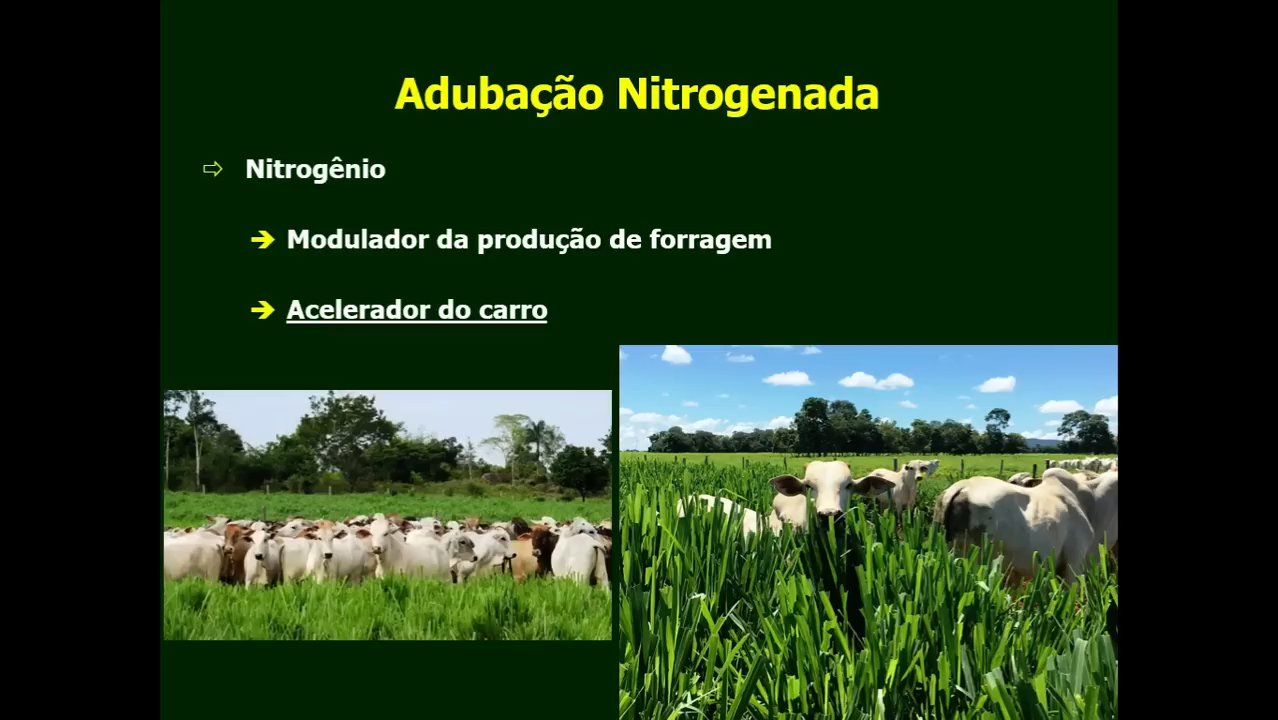 Adubação Nitrogenada
⇨ Nitrogênio
➔ Modulador da produção de forragem
➔ Acelerador do carro